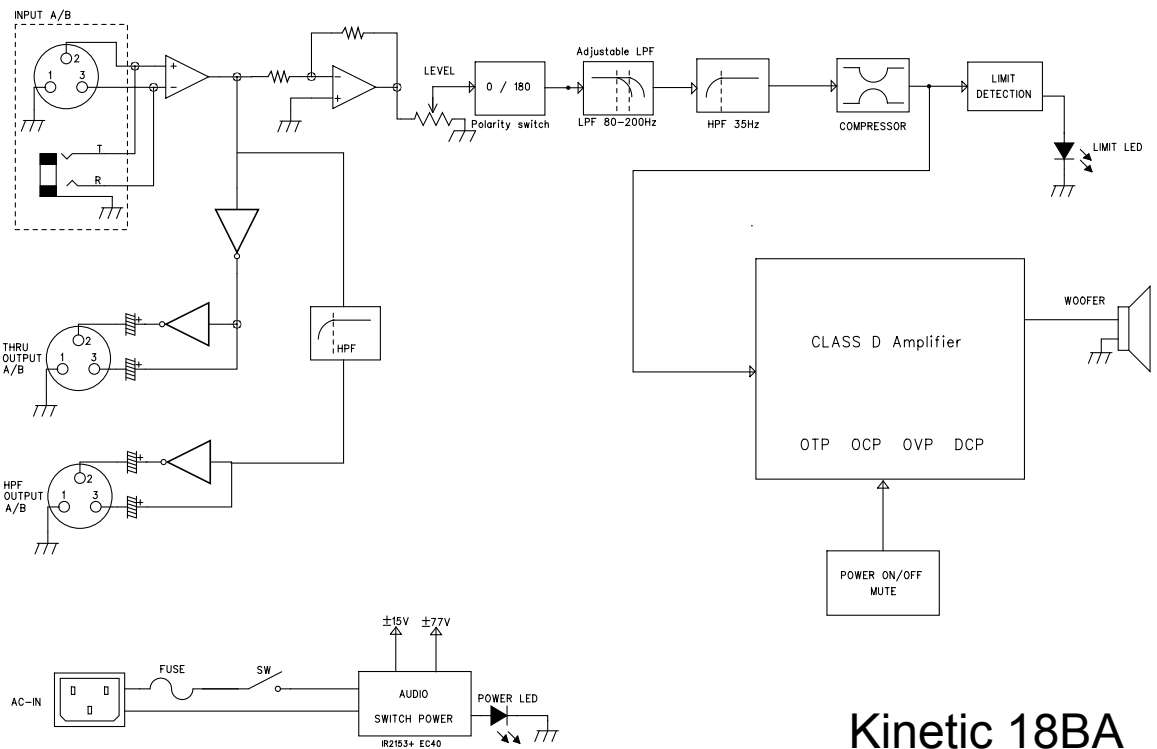 INPUT A/B
2
1 3
T
R
LEVEL
0 / 180
Polarity switch
Adjustable LPF
LPF 80-200Hz
HPF 35Hz
COMPRESSOR
LIMIT
DETECTION
LIMIT LED
THRU
OUTPUT
A/B
2
1 3
HPF
HPF
OUTPUT
A/B
2
1 3
CLASS D Amplifier
OTP OCP OVP DCP
WOOFER
POWER ON/OFF
MUTE
AC-IN
FUSE
SW
±15V ±77V
AUDIO
SWITCH POWER
IR2153+ EC40
POWER LED
Kinetic 18BA